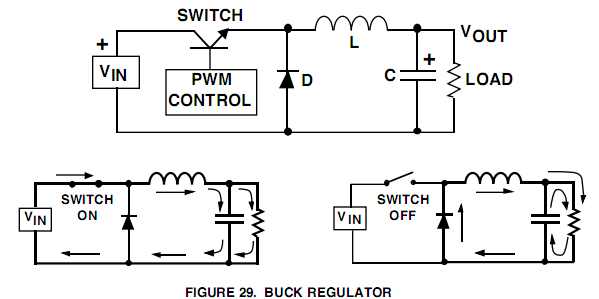 SWITCH
L
VOUT
+
VIN
PWM
CONTROL
D
C
+
LOAD
VIN
SWITCH
ON
VIN
SWITCH
OFF
FIGURE 29. BUCK REGULATOR